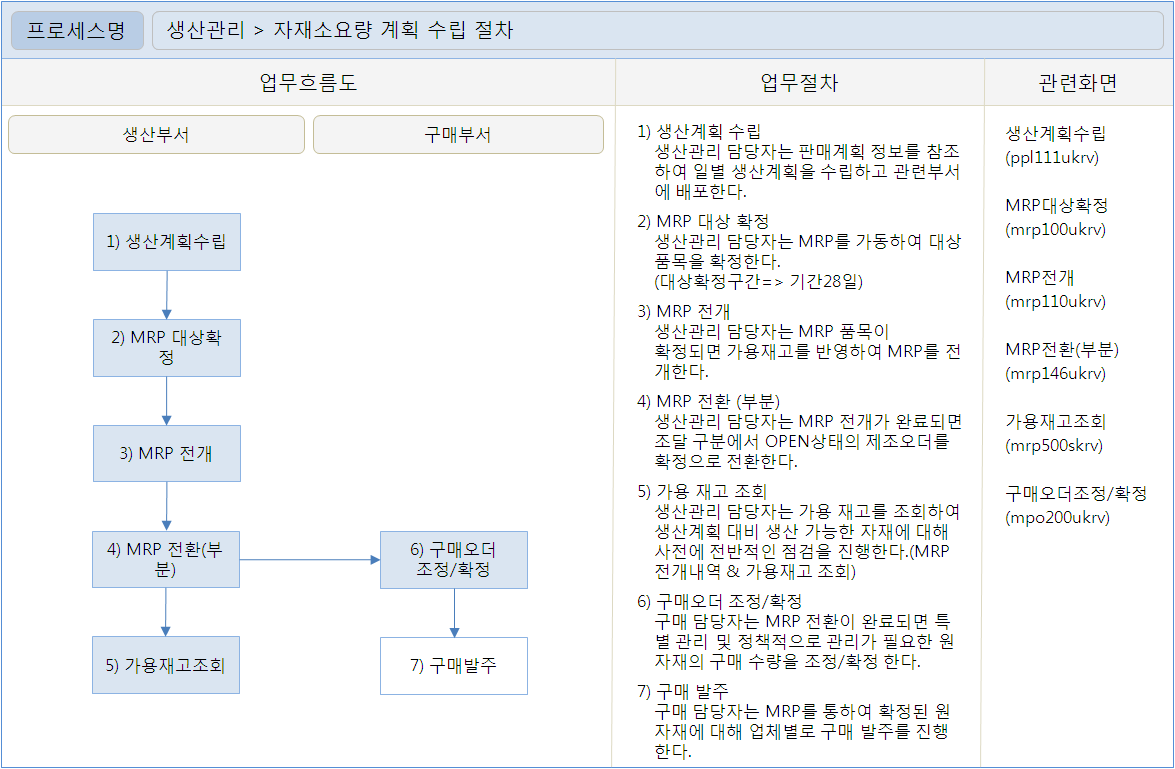 프로세스명
생산관리 > 자재소요량 계획 수립 절차
업무흐름도
업무절차
관련화면
생산부서
구매부서
1) 생산계획수립
2) MRP 대상확
정
3) MRP 전개
4) MRP 전환(부
분)
5) 가용재고조회
6) 구매오더
조정/확정
7) 구매발주
1) 생산계획 수립
생산관리 담당자는 판매계획 정보를 참조
하여 일별 생산계획을 수립하고 관련부서
에 배포한다.
2) MRP 대상 확정
생산관리 담당자는 MRP를 가동하여 대상
품목을 확정한다.
(대상확정구간=> 기간28일)
3) MRP 전개
생산관리 담당자는 MRP 품목이
확정되면 가용재고를 반영하여 MRP를 전
개한다.
4) MRP 전환 (부분)
생산관리 담당자는 MRP 전개가 완료되면
조달 구분에서 OPEN상태의 제조오더를
확정으로 전환한다.
5) 가용 재고 조회
생산관리 담당자는 가용 재고를 조회하여
생산계획 대비 생산 가능한 자재에 대해
사전에 전반적인 점검을 진행한다.(MRP
전개내역 & 가용재고 조회)
6) 구매오더 조정/확정
구매 담당자는 MRP 전환이 완료되면 특
별 관리 및 정책적으로 관리가 필요한 원
자재의 구매 수량을 조정/확정 한다.
7) 구매 발주
구매 담당자는 MRP를 통하여 확정된 원
자재에 대해 업체별로 구매 발주를 진행
한다.
생산계획수립
(ppl111ukrv)
MRP대상확정
(mrp100ukrv)
MRP전개
(mrp110ukrv)
MRP전환(부분)
(mrp146ukrv)
가용재고조회
(mrp500skrv)
구매오더조정/확정
(mpo200ukrv)